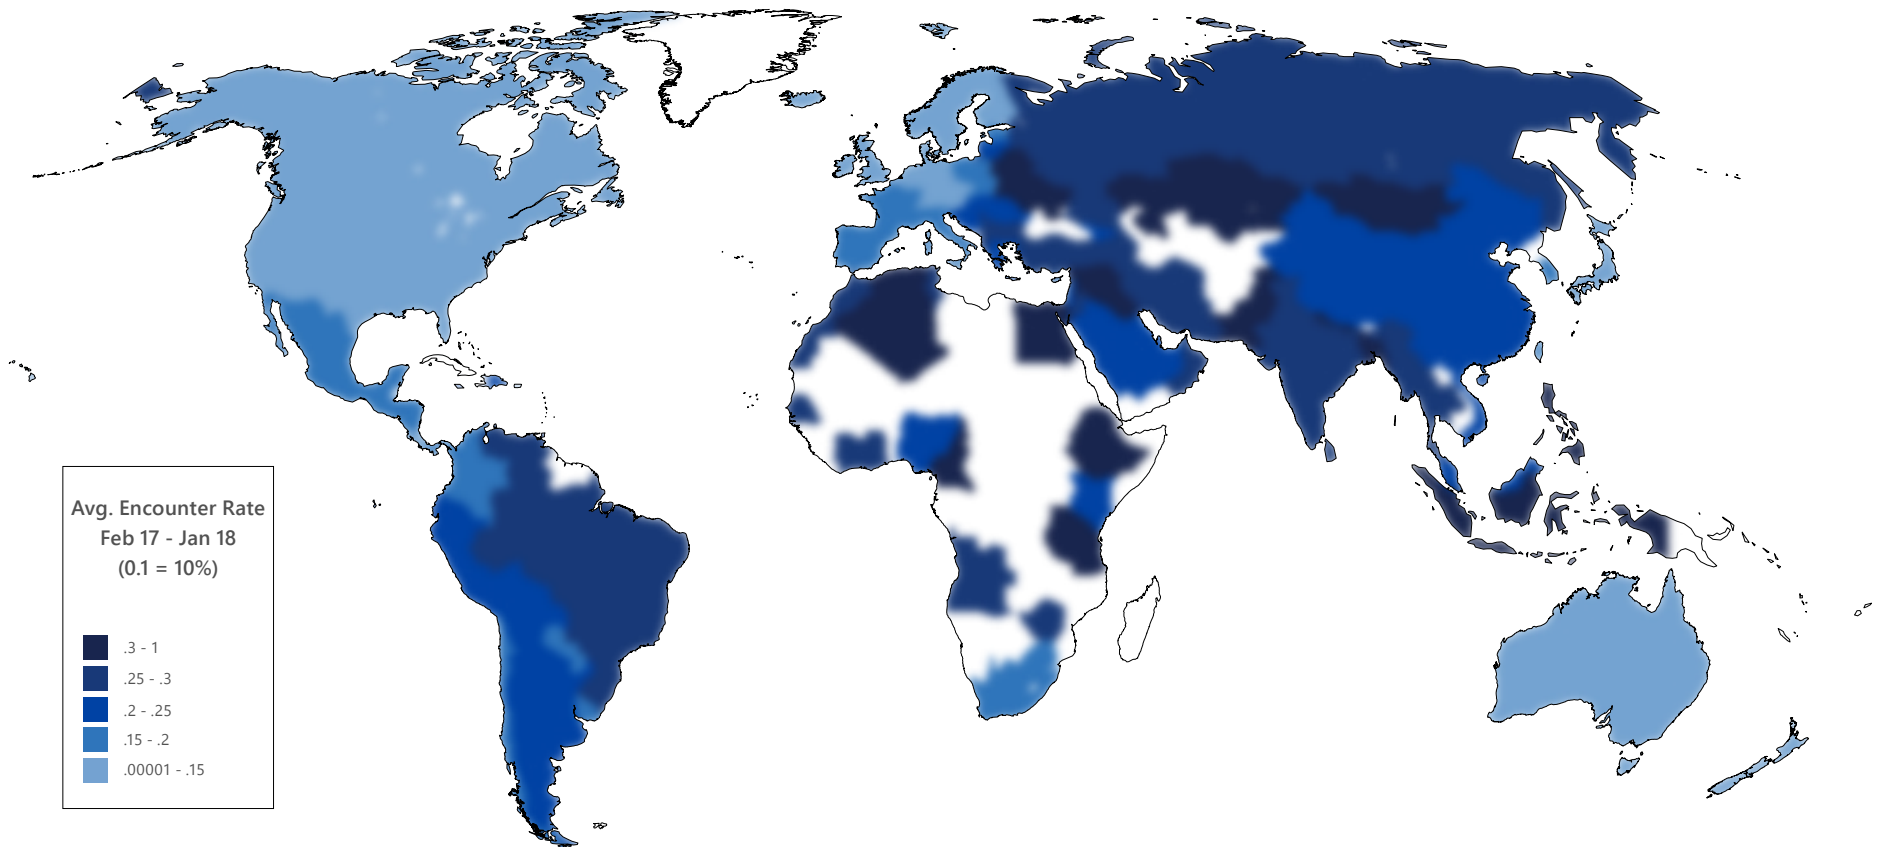 Avg. Encounter Rate
Feb 17 - Jan 18
(0.1 = 10%)
.3 - 1
.25 - .3
.2 - .25
.15 - .2
.00001 - .15